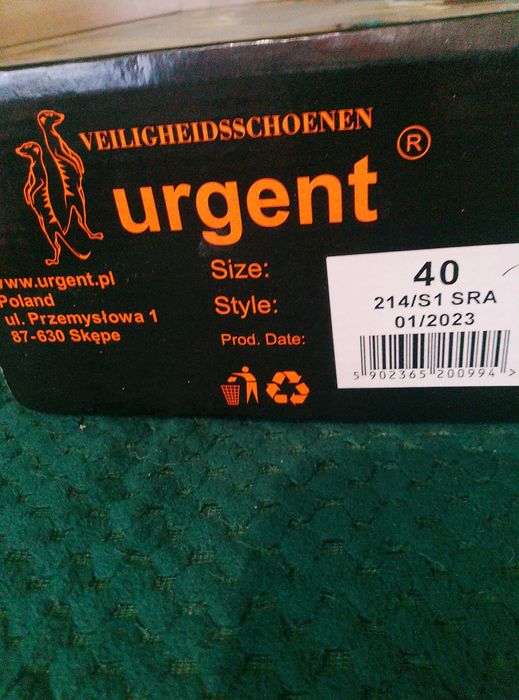 VEILIGHEIDSSCHOENEN
urgent ®
www.urgent.pl
Poland
ul. Przemysłowa 1
87-630 Skępe
Size: 40
Style: 214/S1 SRA
Prod. Date: 01/2023
5 902365 200994 >